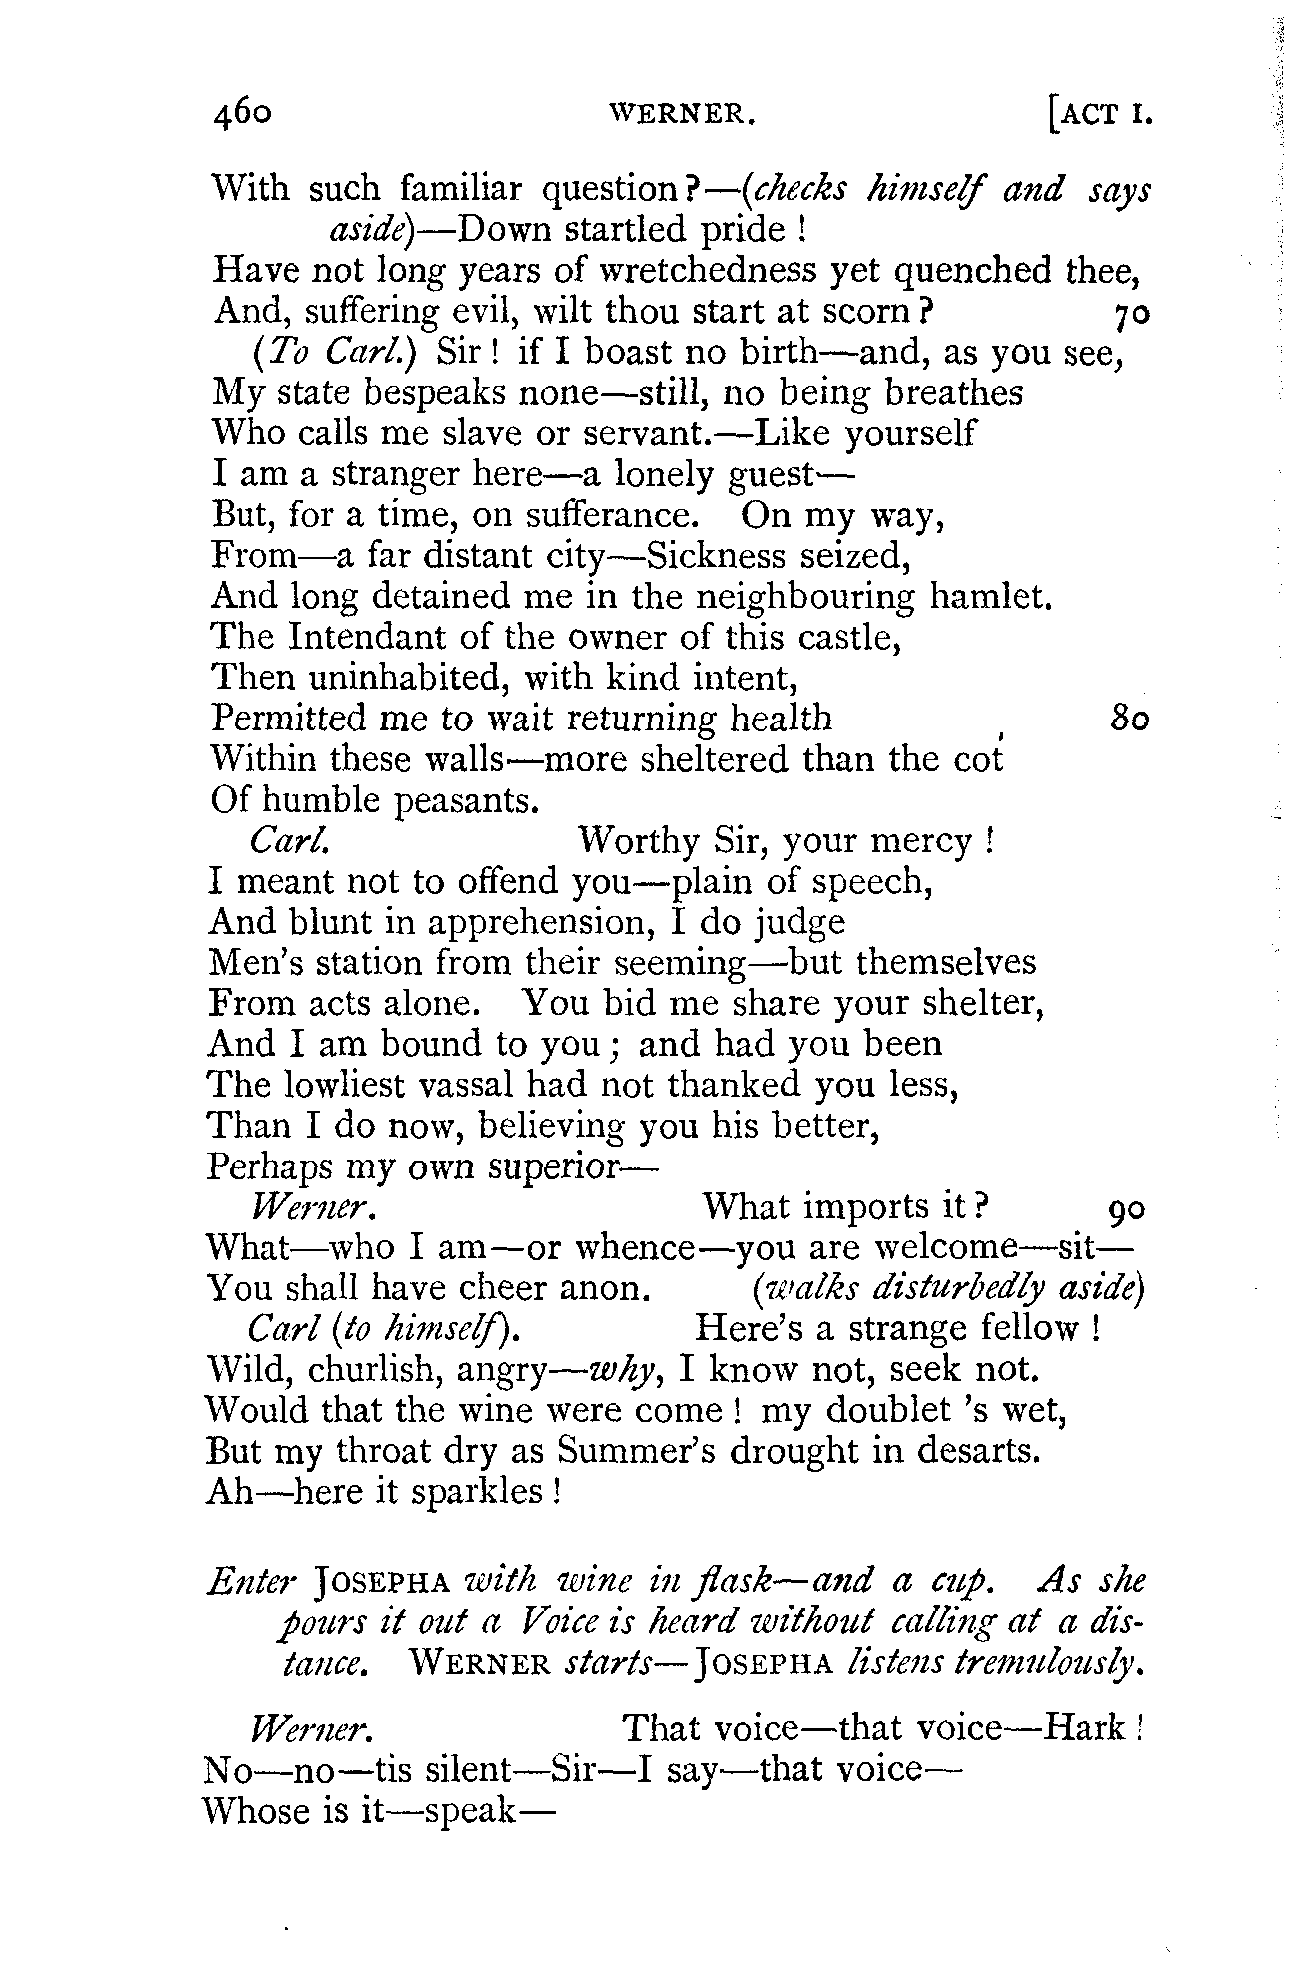 460 WERNER. [ACT I.
With such familiar question?—(checks himself and says
aside)—Down startled pride!
Have not long years of wretchedness yet quenched thee,
And, suffering evil, wilt thou start at scorn? 70
(To Carl.) Sir! if I boast no birth—and, as you see,
My state bespeaks none—still, no being breathes
Who calls me slave or servant.—Like yourself
I am a stranger here—a lonely guest—
But, for a time, on sufferance. On my way,
From—a far distant city—Sickness seized,
And long detained me in the neighbouring hamlet.
The Intendant of the owner of this castle,
Then uninhabited, with kind intent,
Permitted me to wait returning health 80
Within these walls—more sheltered than the cot
Of humble peasants.
Carl. Worthy Sir, your mercy!
I meant not to offend you—plain of speech,
And blunt in apprehension, I do judge
Men's station from their seeming—but themselves
From acts alone. You bid me share your shelter,
And I am bound to you; and had you been
The lowliest vassal had not thanked you less,
Than I do now, believing you his better,
Perhaps my own superior—
Werner. What imports it? 90
What—who I am—or whence—you are welcome—sit—
You shall have cheer anon. (walks disturbedly aside)
Carl (to himself). Here's a strange fellow!
Wild, churlish, angry—why, I know not, seek not.
Would that the wine were come! my doublet 's wet,
But my throat dry as Summer's drought in desarts.
Ah—here it sparkles!
Enter JOSEPHA with wine in flask—and a cup. As she
pours it out a Voice is heard without calling at a dis-
tance. WERNER starts—JOSEPHA listens tremulously.
Werner. That voice—that voice—Hark!
No—no—tis silent—Sir—I say—that voice—
Whose is it—speak—